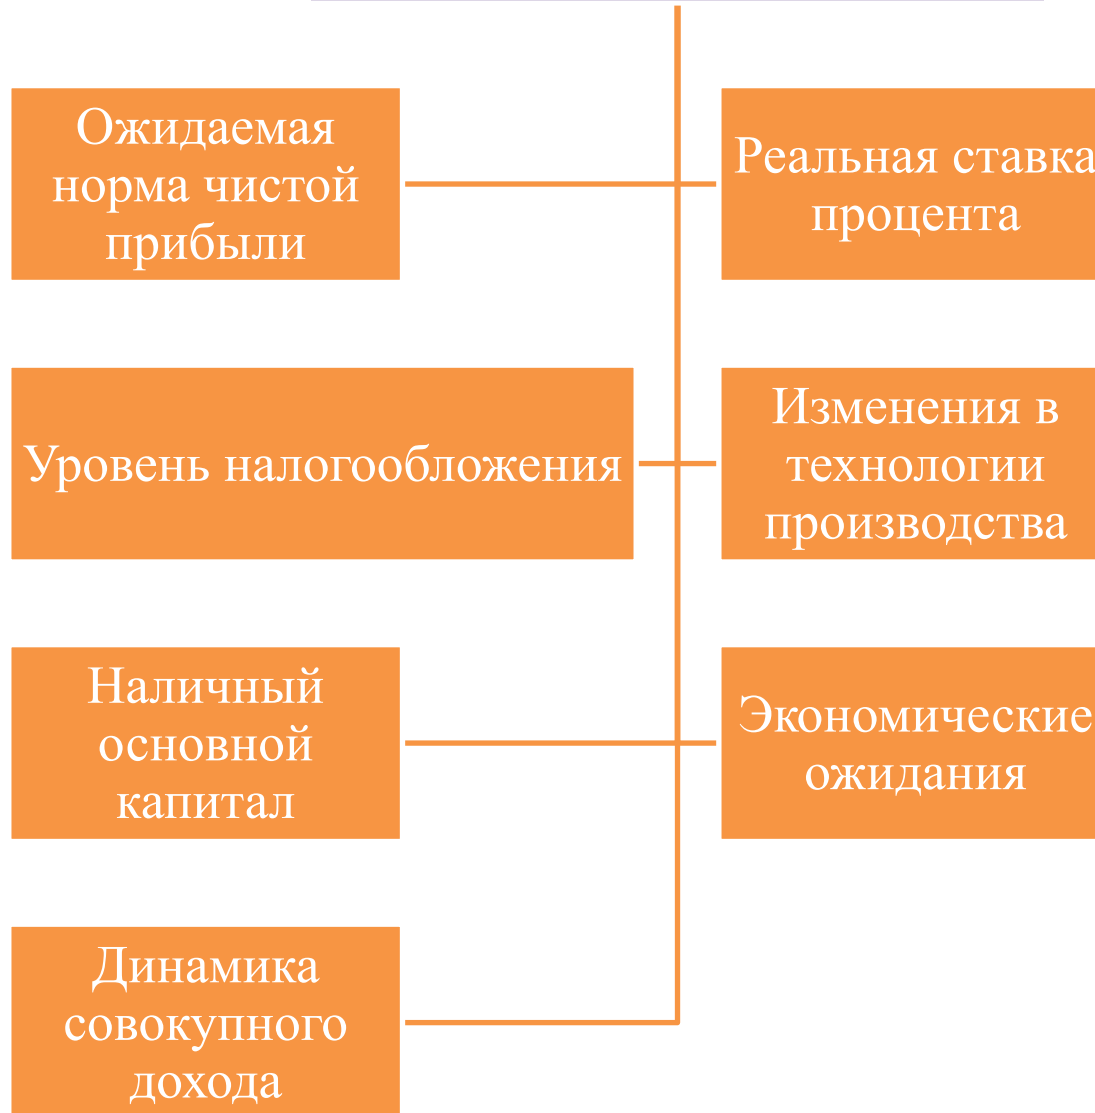 Ожидаемая
норма чистой
прибыли
Реальная ставка
процента
Уровень налогообложения
Изменения в
технологии
производства
Наличный
основной
капитал
Экономические
ожидания
Динамика
совокупного
дохода